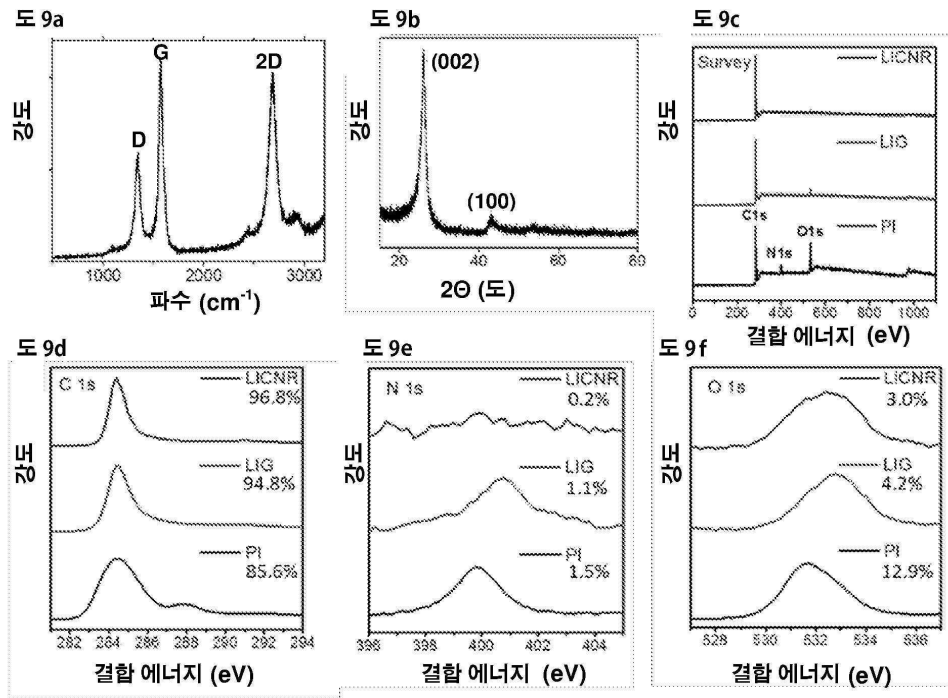 도 9a
G
2D
D
강도
1000
2000
3000
파수 (cm⁻¹)
도 9b
(002)
(100)
강도
20
40
60
80
2Θ (도)
도 9c
Survey
LICNR
LIG
PI
C1s
N1s
O1s
강도
0
200
400
600
800
1000
결합 에너지 (eV)
도 9d
C 1s
LICNR
96.8%
LIG
94.8%
PI
85.6%
강도
282
284
286
288
290
292
294
결합 에너지 (eV)
도 9e
N 1s
LICNR
0.2%
LIG
1.1%
PI
1.5%
강도
396
398
400
402
404
결합 에너지 (eV)
도 9f
O 1s
LICNR
3.0%
LIG
4.2%
PI
12.9%
강도
528
530
532
534
536
결합 에너지 (eV)